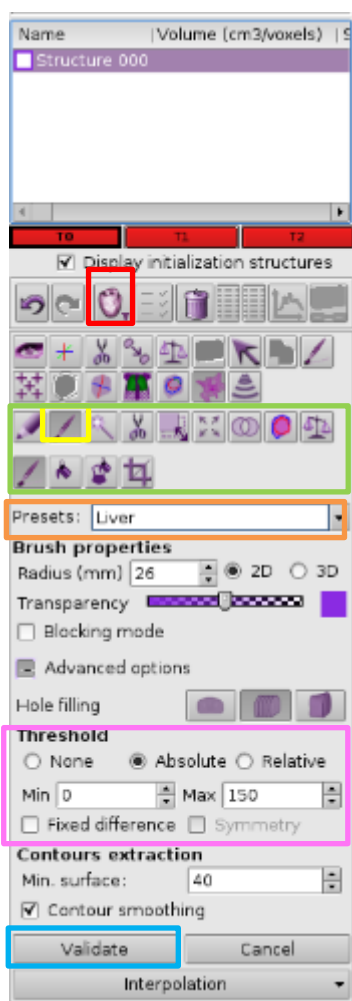 Name | Volume (cm3/voxels) | S
Structure 000
T0 T1 T2
Display initialization structures
Presets: Liver
Brush properties
Radius (mm) 26 2D 3D
Transparency
Blocking mode
Advanced options
Hole filling
Threshold
None Absolute Relative
Min 0 Max 150
Fixed difference Symmetry
Contours extraction
Min. surface: 40
Contour smoothing
Validate Cancel
Interpolation